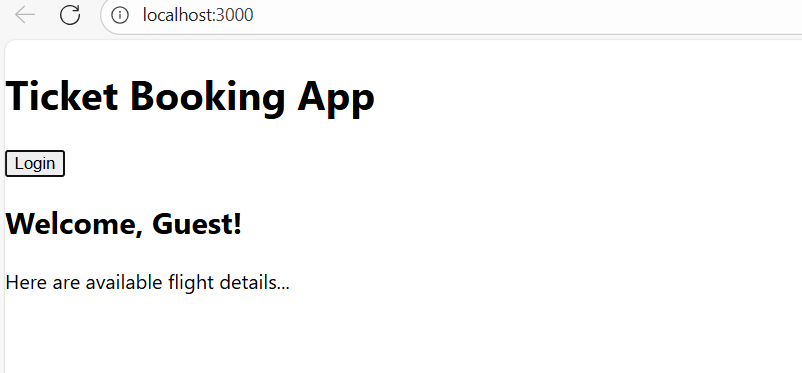 localhost:3000
Ticket Booking App
Login
Welcome, Guest!
Here are available flight details...